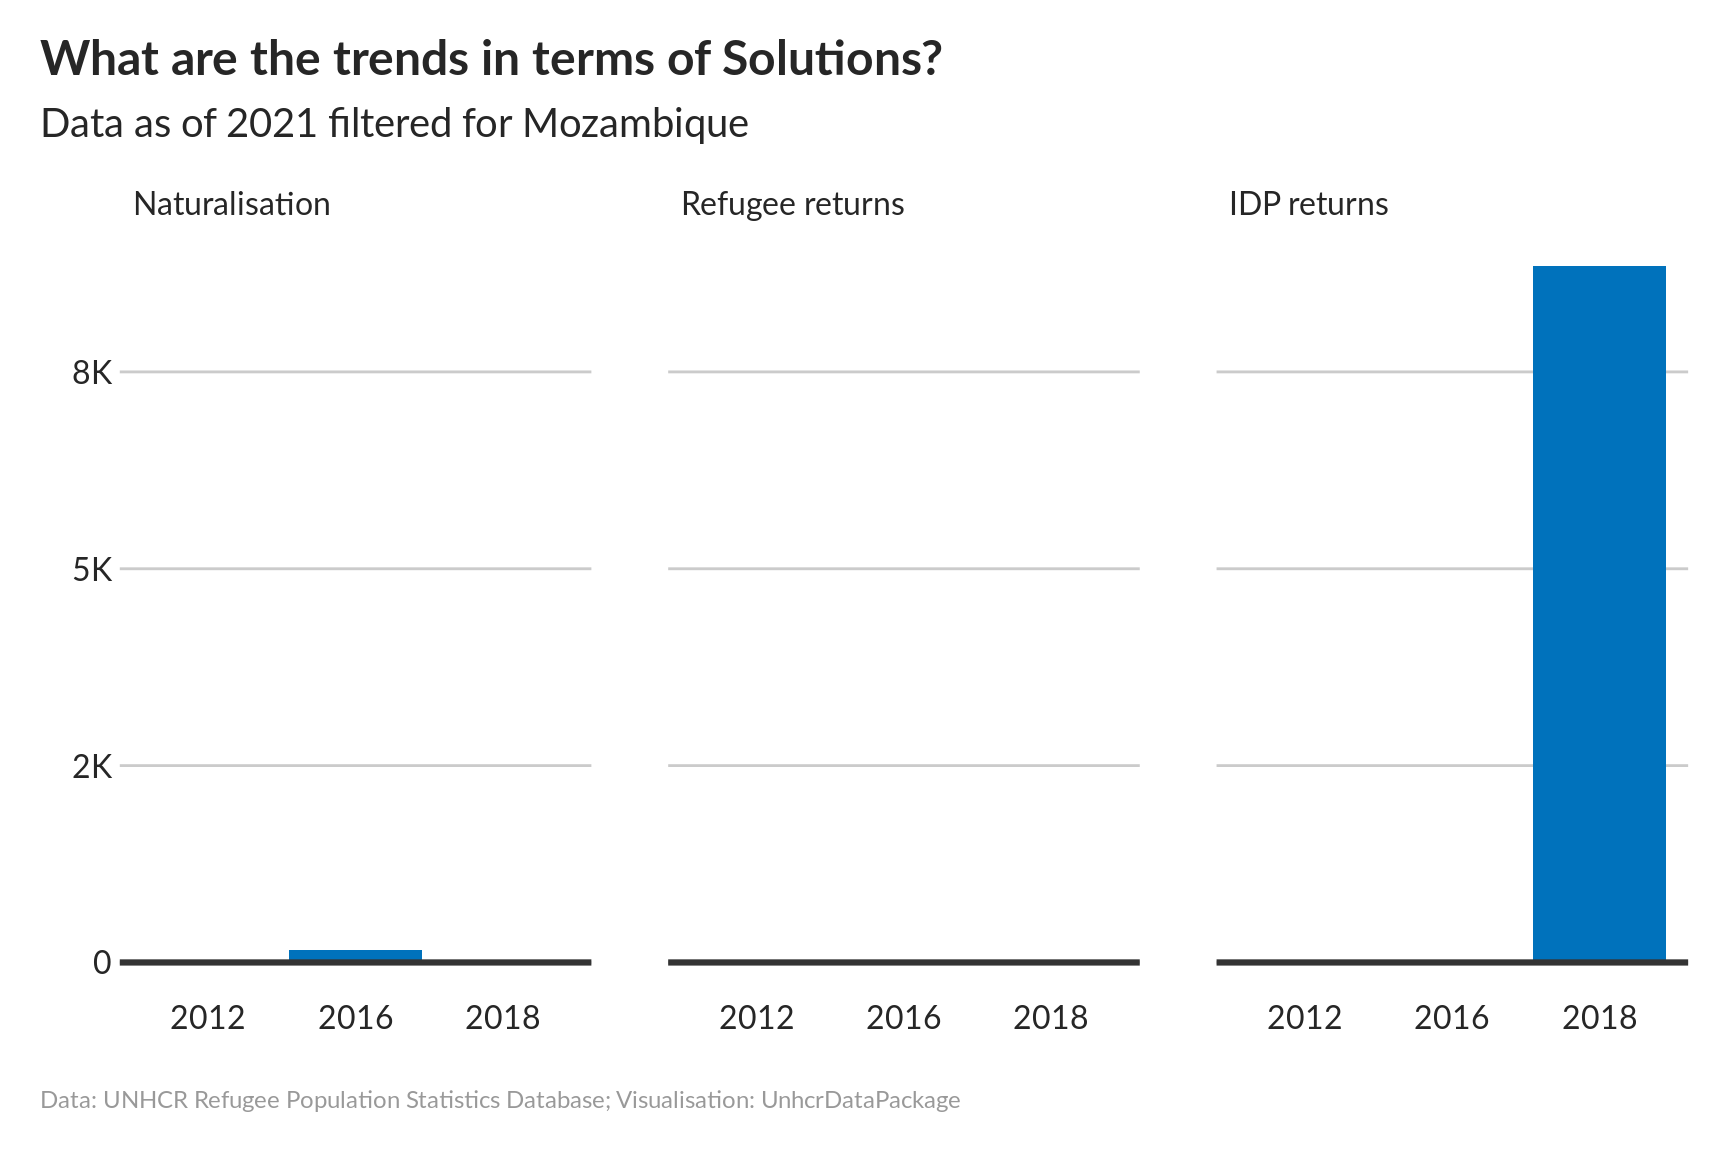 What are the trends in terms of Solutions?
Data as of 2021 filtered for Mozambique
Naturalisation
Refugee returns
IDP returns
8K
5K
2K
0
2012 2016 2018
2012 2016 2018
2012 2016 2018
Data: UNHCR Refugee Population Statistics Database; Visualisation: UnhcrDataPackage